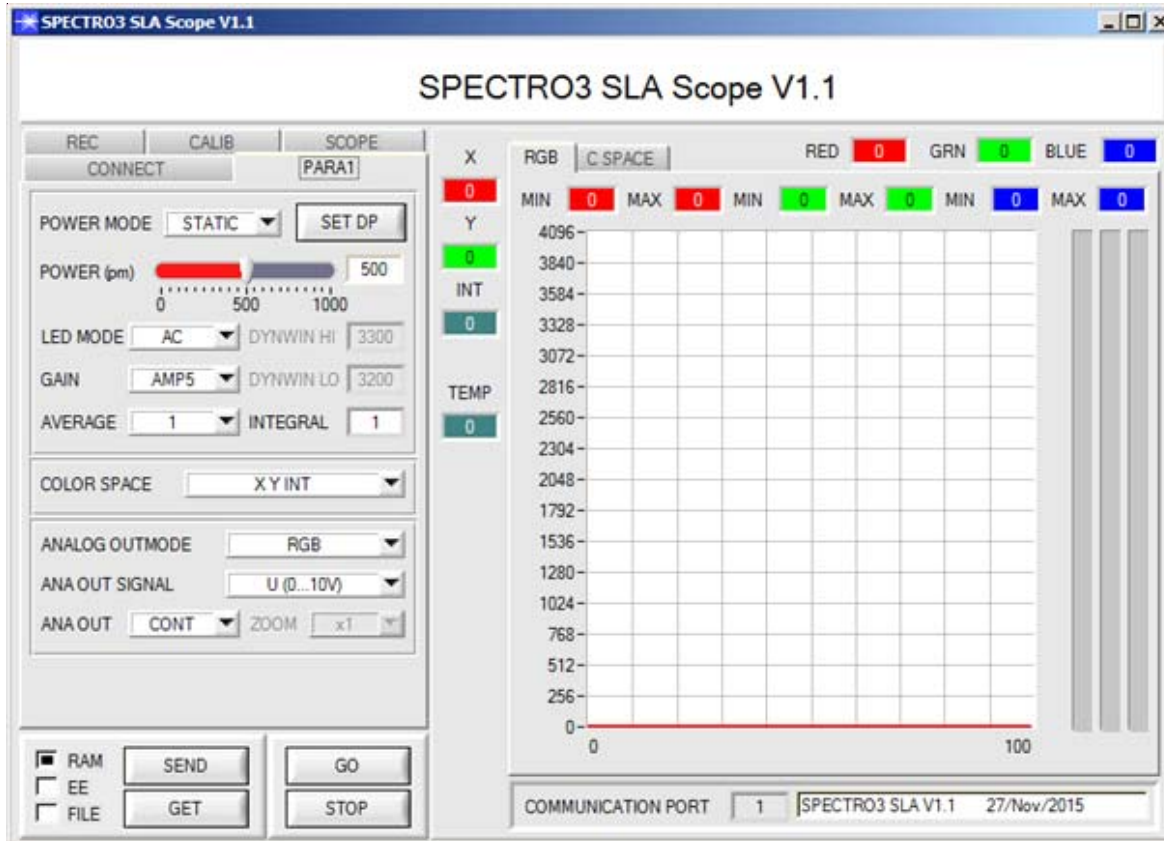 SPECTRO3 SLA Scope V1.1
SPECTRO3 SLA Scope V1.1
REC CALIB SCOPE
CONNECT PARA1
POWER MODE STATIC SET DP
POWER (pm) 500
0 500 1000
LED MODE AC DYNWIN HI 3300
GAIN AMP5 DYNWIN LO 3200
AVERAGE 1 INTEGRAL 1
COLOR SPACE X Y INT
ANALOG OUTMODE RGB
ANA OUT SIGNAL U (0...10V)
ANA OUT CONT ZOOM x1
RAM
EE
FILE
SEND
GET
GO
STOP
X
0
Y
0
INT
0
TEMP
0
RGB C SPACE RED 0 GRN 0 BLUE 0
MIN 0 MAX 0 MIN 0 MAX 0 MIN 0 MAX 0
4096
3840
3584
3328
3072
2816
2560
2304
2048
1792
1536
1280
1024
768
512
256
0
0 100
COMMUNICATION PORT 1 SPECTRO3 SLA V1.1 27/Nov/2015